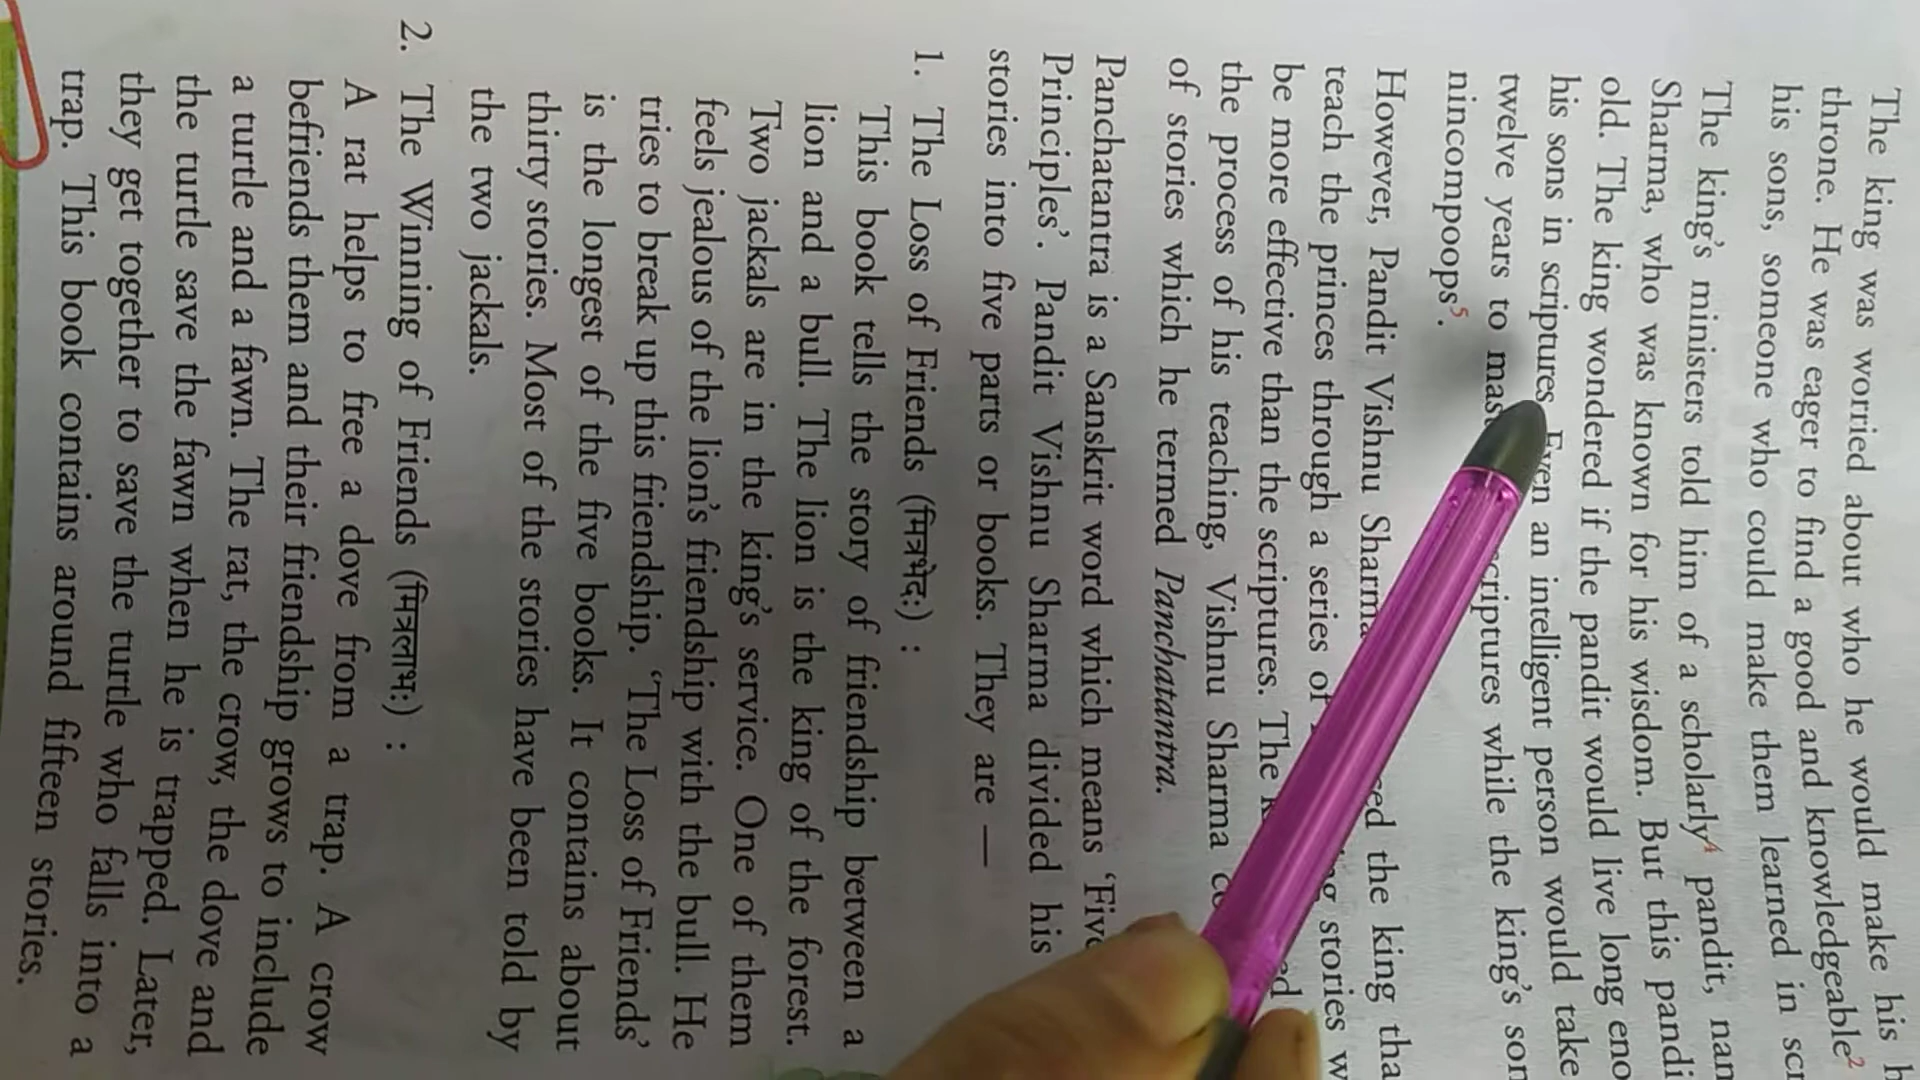 The king was worried about who he would make his
throne. He was eager to find a good and knowledgeable²
his sons, someone who could make them learned in
The king's ministers told him of a scholarly⁴ pandit,
Sharma, who was known for his wisdom. But this
old. The king wondered if the pandit would live long
his sons in scriptures. Even an intelligent person would take
twelve years to scriptures while the king's
nincompoops⁵.
However, Pandit Vishnu the king
teach the princes through a series of stories
be more effective than the scriptures. The
the process of his teaching, Vishnu Sharma
of stories which he termed Panchatantra.
Panchatantra is a Sanskrit word which means
Principles'. Pandit Vishnu Sharma divided his
stories into five parts or books. They are —
1. The Loss of Friends (मित्रभेदः) :
This book tells the story of friendship between a
lion and a bull. The lion is the king of the forest.
Two jackals are in the king's service. One of them
feels jealous of the lion's friendship with the bull. He
tries to break up this friendship. 'The Loss of Friends'
is the longest of the five books. It contains about
thirty stories. Most of the stories have been told by
the two jackals.
2. The Winning of Friends (मित्रलाभः) :
A rat helps to free a dove from a trap. A crow
befriends them and their friendship grows to include
a turtle and a fawn. The rat, the crow, the dove and
the turtle save the fawn when he is trapped. Later,
they get together to save the turtle who falls into a
trap. This book contains around fifteen stories.